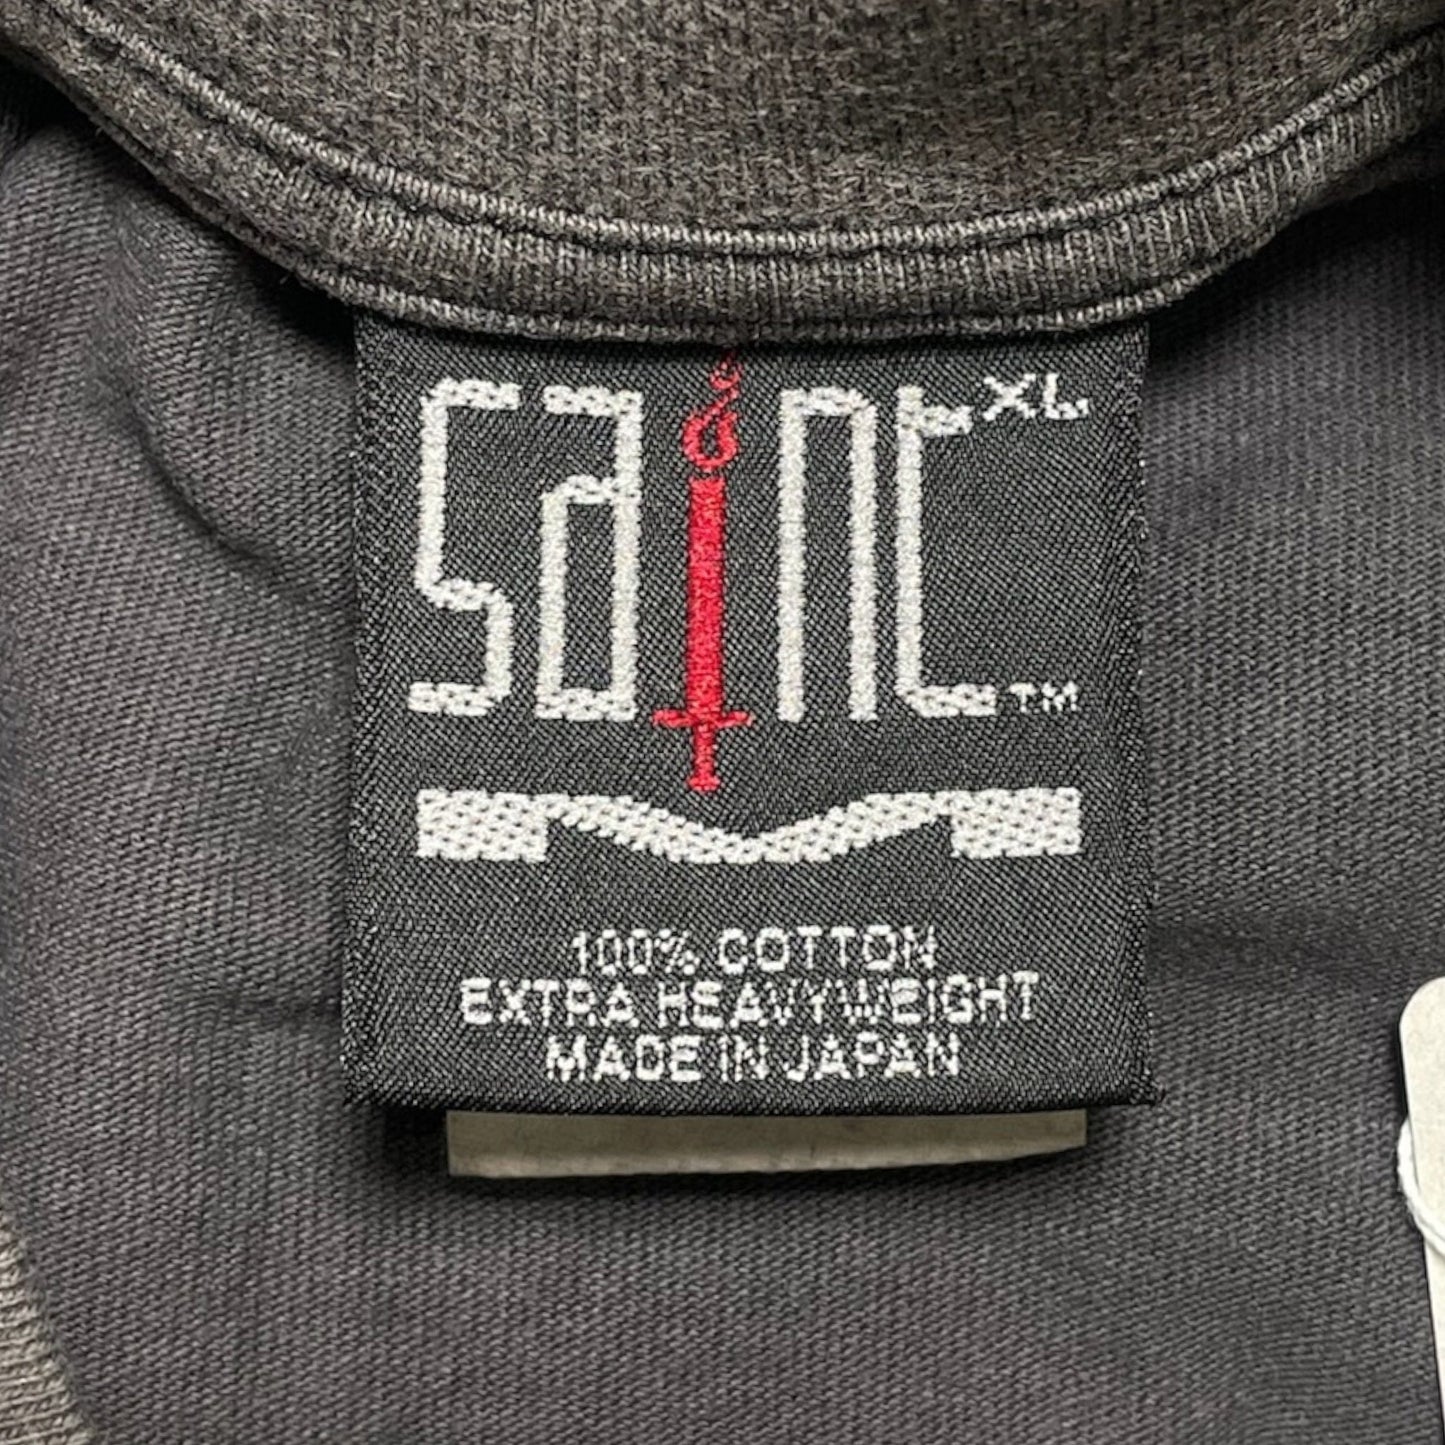 saint XL
TM
100% COTTON
EXTRA HEAVYWEIGHT
MADE IN JAPAN